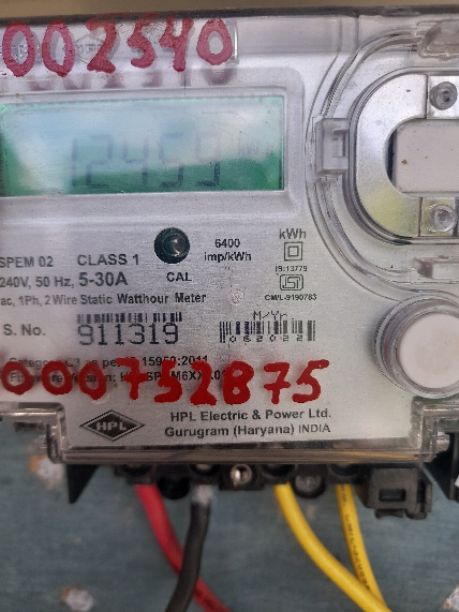 002540
12459
SPEM 02 CLASS 1
240V, 50 Hz, 5-30A
ac, 1Ph, 2 Wire Static Watthour Meter
CAL
6400
imp/kWh
kWh
IS:13779
CM/L-9190783
S. No. 911319
M/Yr
052022
15959:2011
000732875
HPL
HPL Electric & Power Ltd.
Gurugram (Haryana) INDIA